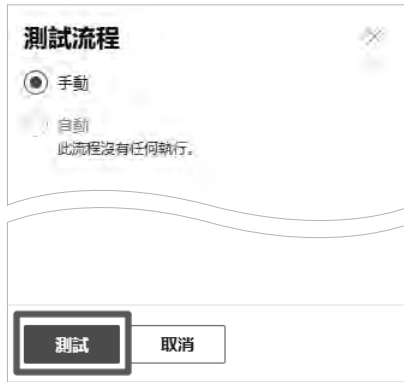 測試流程
手動
自動
此流程沒有任何執行。
測試
取消